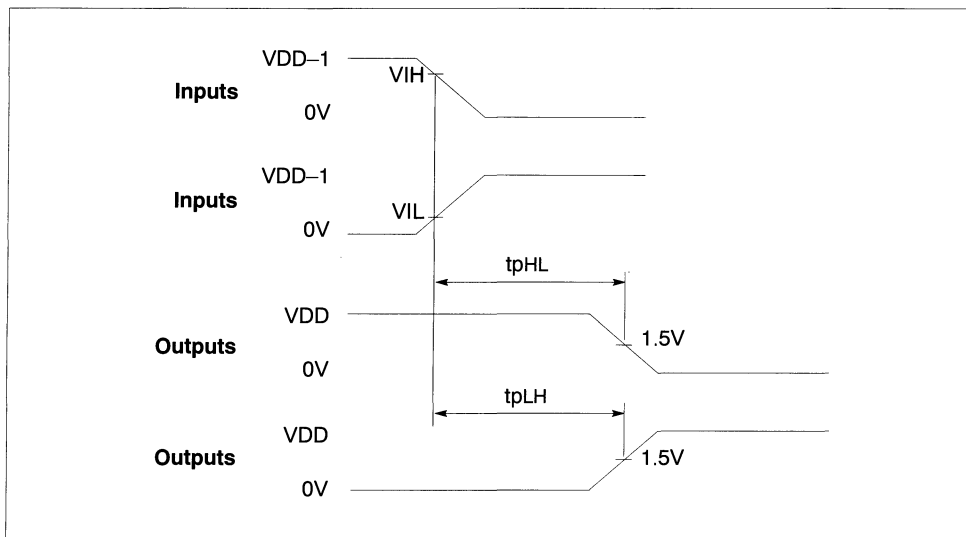 VDD–1
VIH
Inputs
0V
VDD–1
Inputs
VIL
0V
tpHL
VDD
1.5V
Outputs
0V
tpLH
VDD
Outputs
1.5V
0V